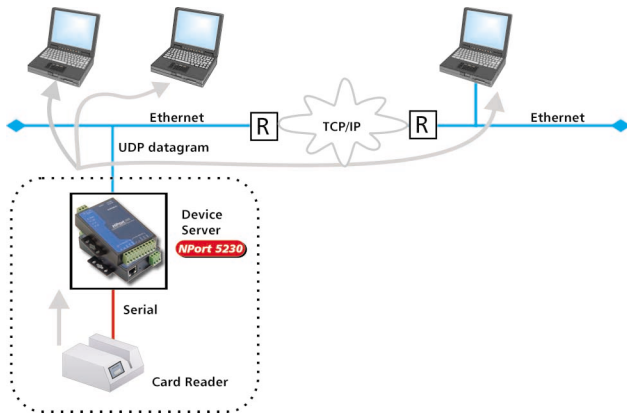 Ethernet
R
TCP/IP
R
Ethernet
UDP datagram
Device
Server
NPort 5230
Serial
Card Reader